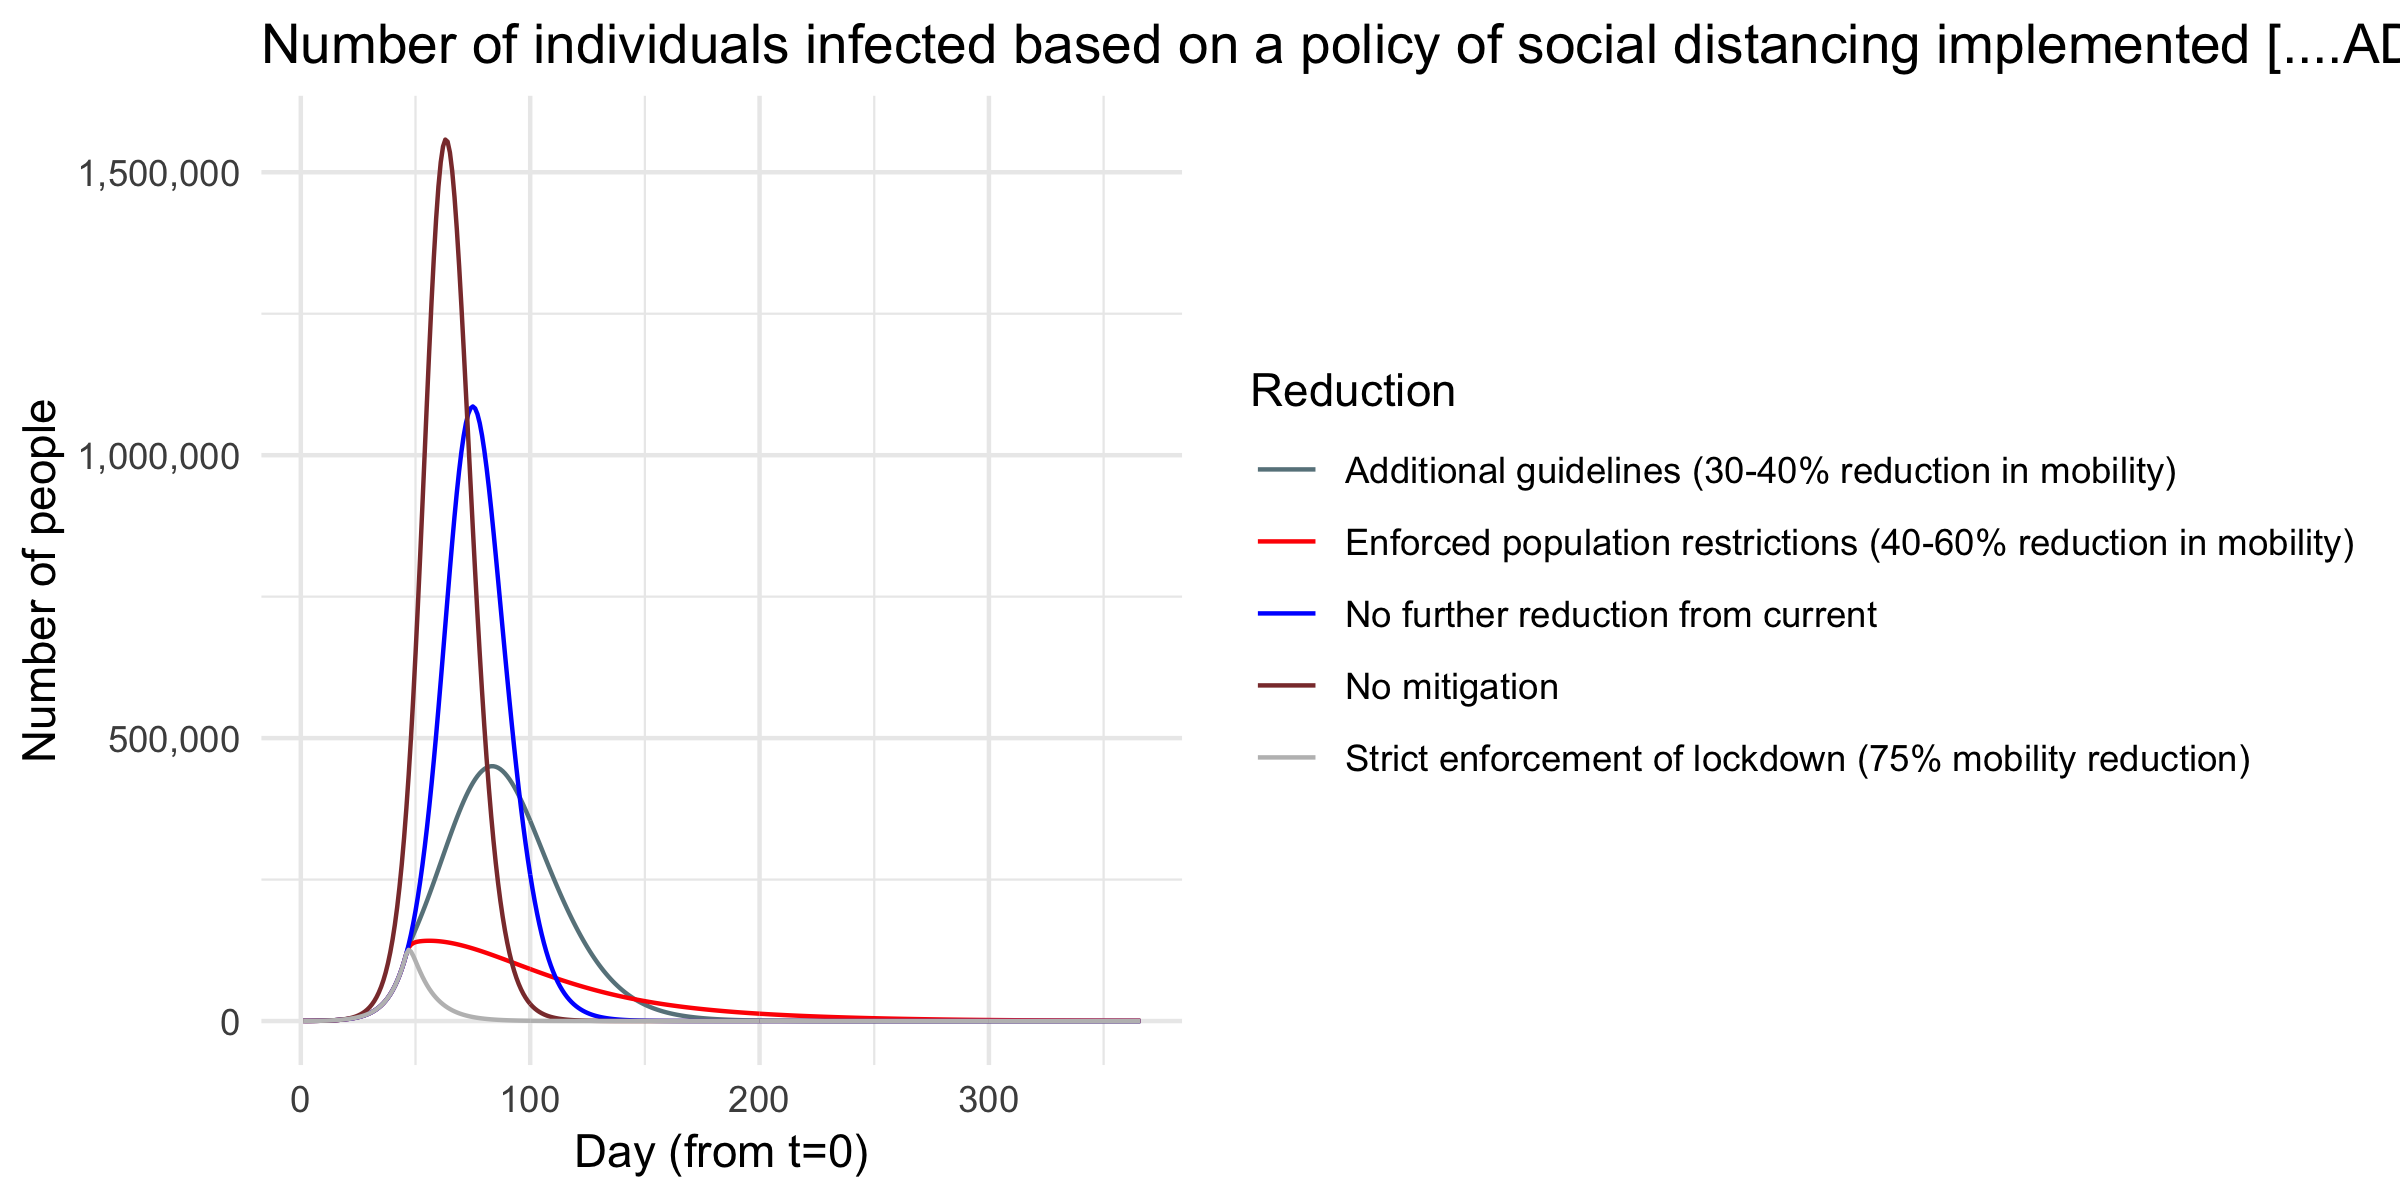 Number of individuals infected based on a policy of social distancing implemented [....AD
1,500,000
1,000,000
500,000
0
Number of people
0 100 200 300
Day (from t=0)
Reduction
Additional guidelines (30-40% reduction in mobility)
Enforced population restrictions (40-60% reduction in mobility)
No further reduction from current
No mitigation
Strict enforcement of lockdown (75% mobility reduction)